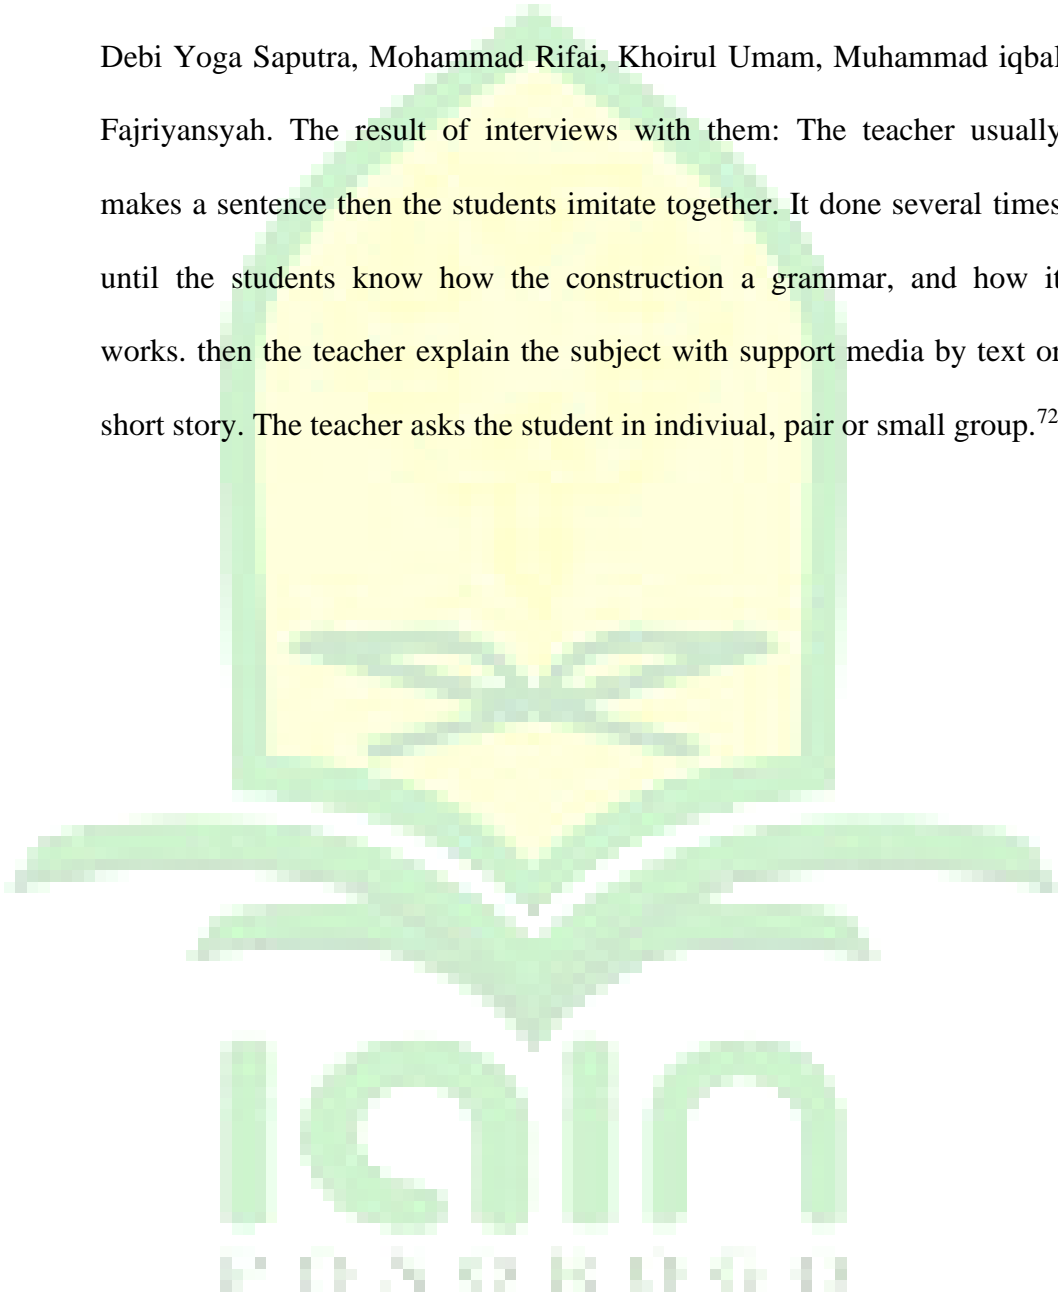 Debi Yoga Saputra, Mohammad Rifai, Khoirul Umam, Muhammad iqbal
Fajriyansyah. The result of interviews with them: The teacher usually
makes a sentence then the students imitate together. It done several times
until the students know how the construction a grammar, and how it
works. then the teacher explain the subject with support media by text or
short story. The teacher asks the student in indiviual, pair or small group.72
iain